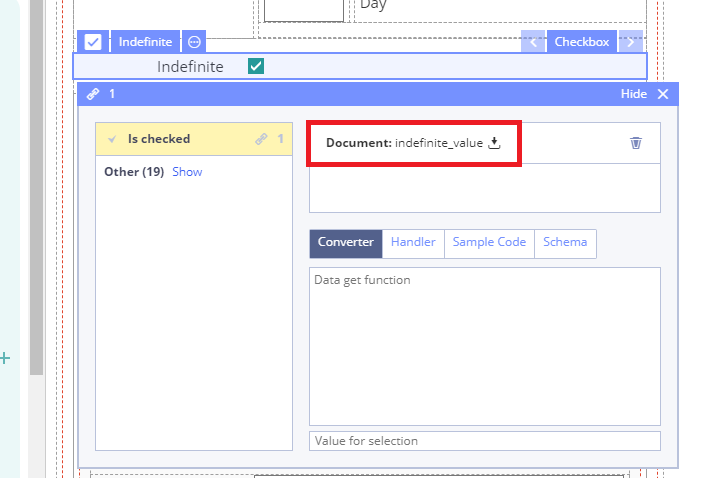 Day
Indefinite
Checkbox
Indefinite
1
Hide
Is checked 1
Other (19) Show
Document: indefinite_value
Converter Handler Sample Code Schema
Data get function
Value for selection